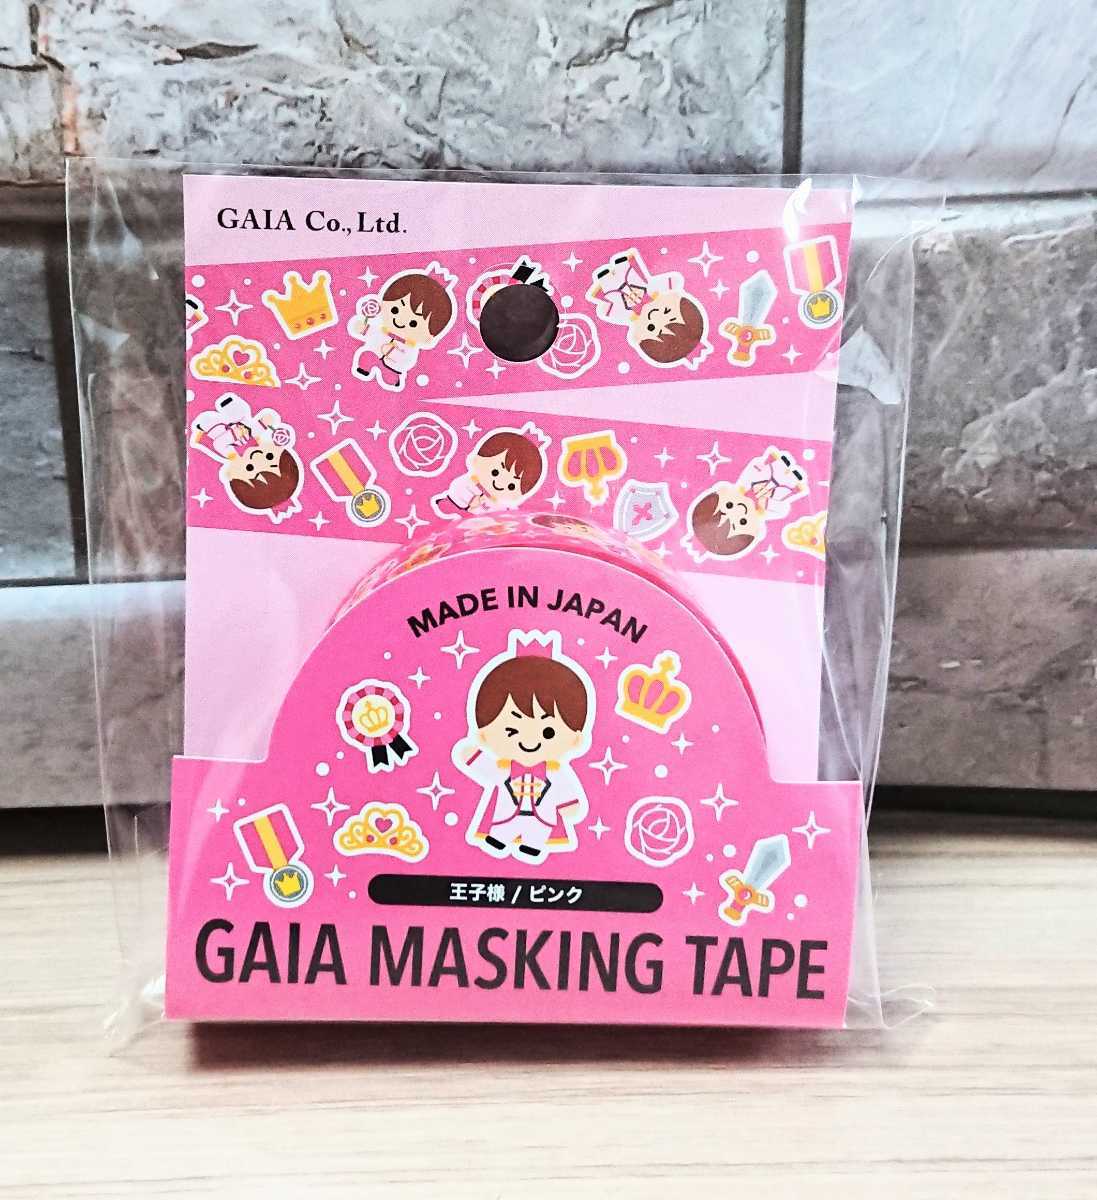 GAIA Co., Ltd.
MADE IN JAPAN
王子様 / ピンク
GAIA MASKING TAPE